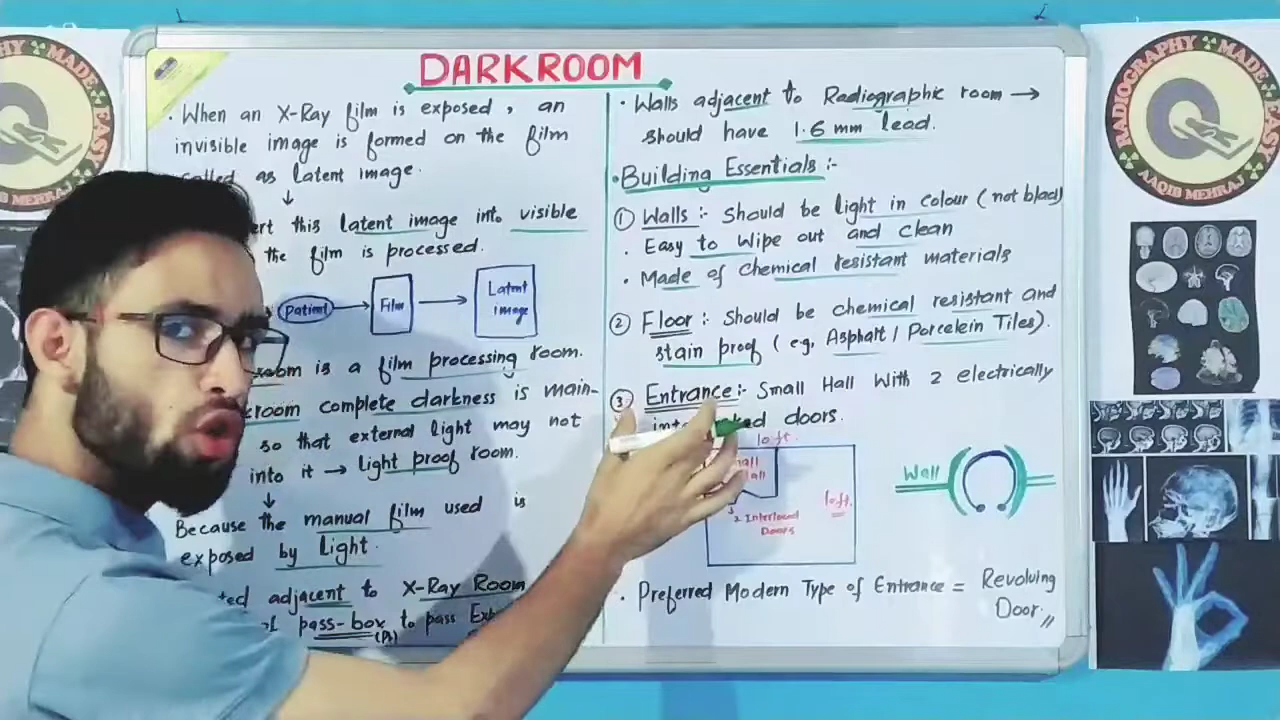 DARKROOM
. When an X-Ray film is exposed, an
invisible image is formed on the film
called as latent image.
↓
this latent image into visible
the film is processed.
patient → Film → Latent image
is a film processing room.
room complete darkness is main-
so that external light may not
into it → Light proof room.
↓
Because the manual film used is
exposed by Light.
adjacent to X-Ray Room
pass-box to pass
. Walls adjacent to Radiographic room →
should have 1.6 mm lead.
. Building Essentials :-
① Walls :- Should be light in colour (not black)
. Easy to Wipe out and clean
. Made of chemical resistant materials
② Floor :- Should be chemical resistant and
stain proof (eg, Asphalt / Porcelein Tiles).
③ Entrance :- Small Hall With 2 electrically
doors.
10ft.
10ft.
2 Interlocked
Doors
Wall
. Preferred Modern Type of Entrance = Revolving
Door //
RADIOGRAPHY MADE EASY
AAQIB MEHRAJ